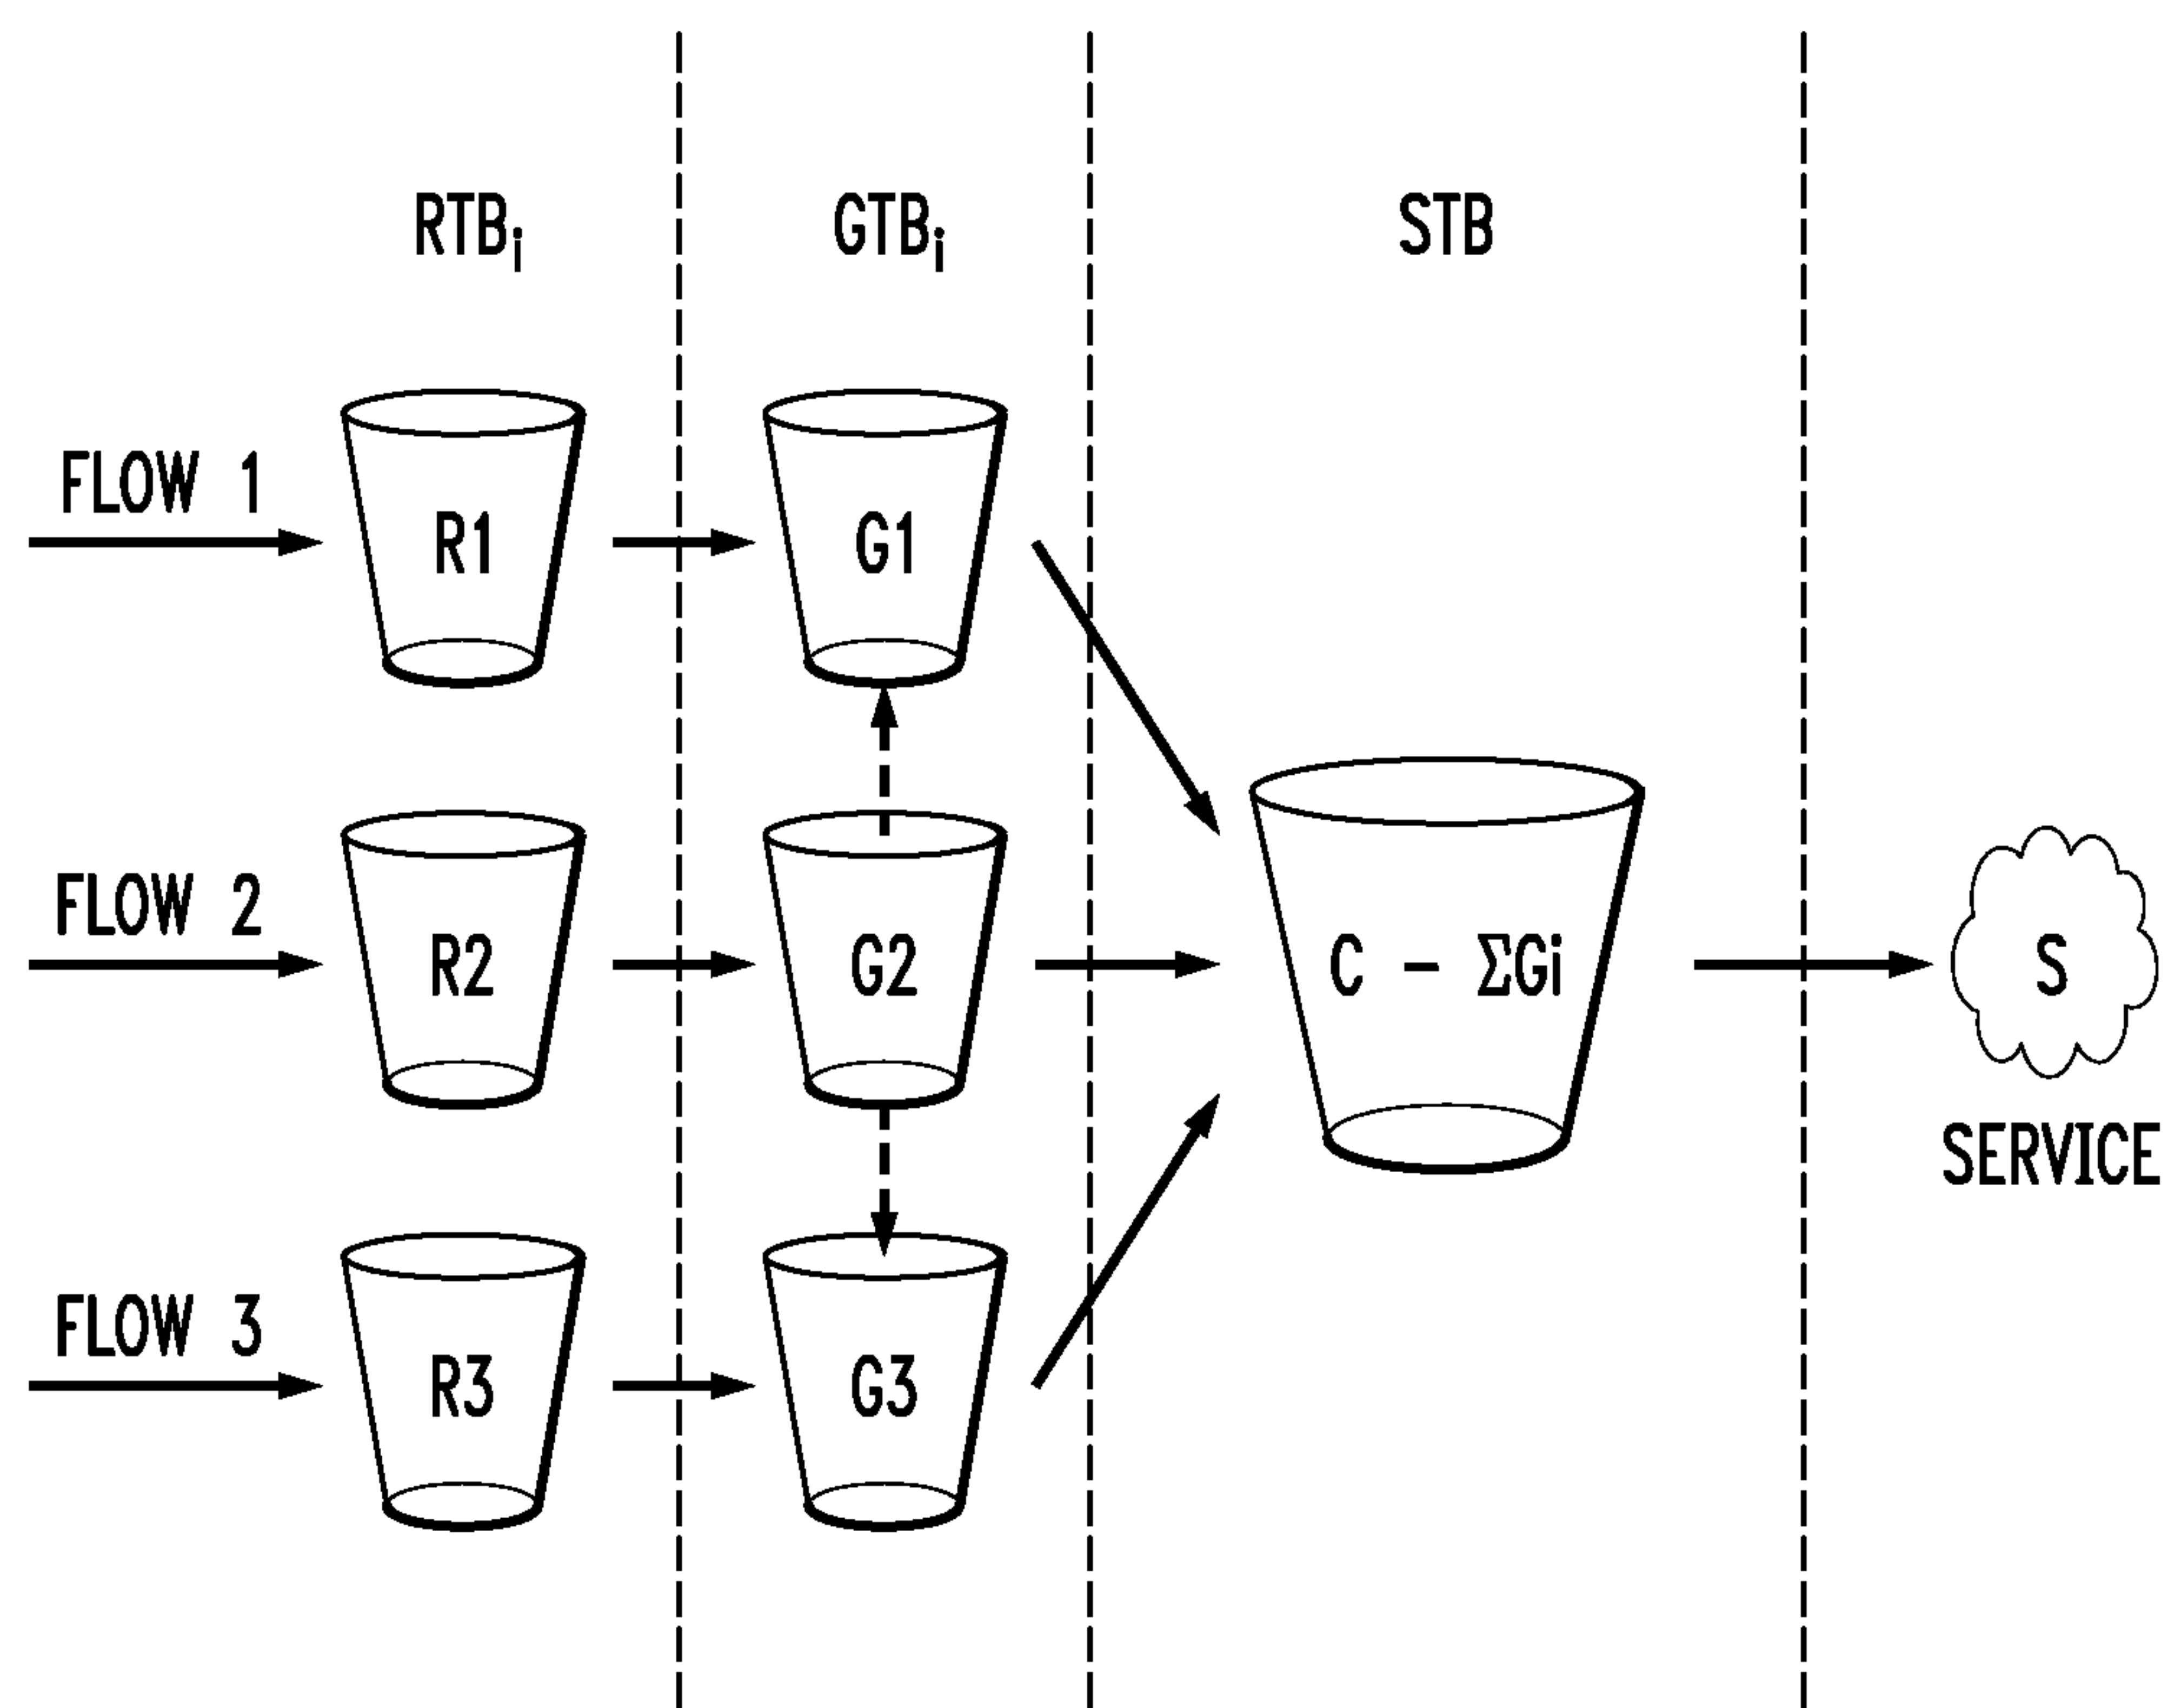 RTBi
GTBi
STB
FLOW 1
R1
G1
FLOW 2
R2
G2
C - ΣGi
S
SERVICE
FLOW 3
R3
G3